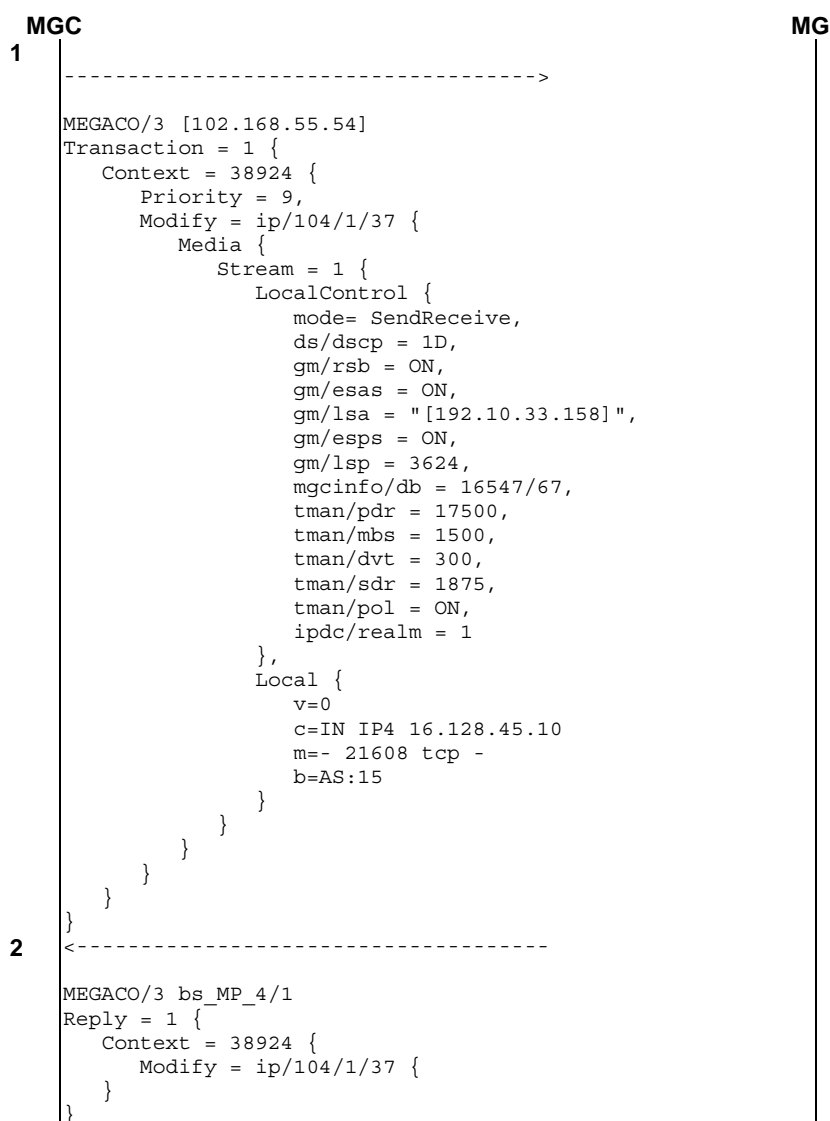 MGC MG
1
------------------------------------->
MEGACO/3 [102.168.55.54]
Transaction = 1 {
   Context = 38924 {
      Priority = 9,
      Modify = ip/104/1/37 {
         Media {
            Stream = 1 {
               LocalControl {
                  mode= SendReceive,
                  ds/dscp = 1D,
                  gm/rsb = ON,
                  gm/esas = ON,
                  gm/lsa = "[192.10.33.158]",
                  gm/esps = ON,
                  gm/lsp = 3624,
                  mgcinfo/db = 16547/67,
                  tman/pdr = 17500,
                  tman/mbs = 1500,
                  tman/dvt = 300,
                  tman/sdr = 1875,
                  tman/pol = ON,
                  ipdc/realm = 1
               },
               Local {
                  v=0
                  c=IN IP4 16.128.45.10
                  m=- 21608 tcp -
                  b=AS:15
               }
            }
         }
      }
   }
}
2 <-------------------------------------
MEGACO/3 bs_MP_4/1
Reply = 1 {
   Context = 38924 {
      Modify = ip/104/1/37 {
   }
}